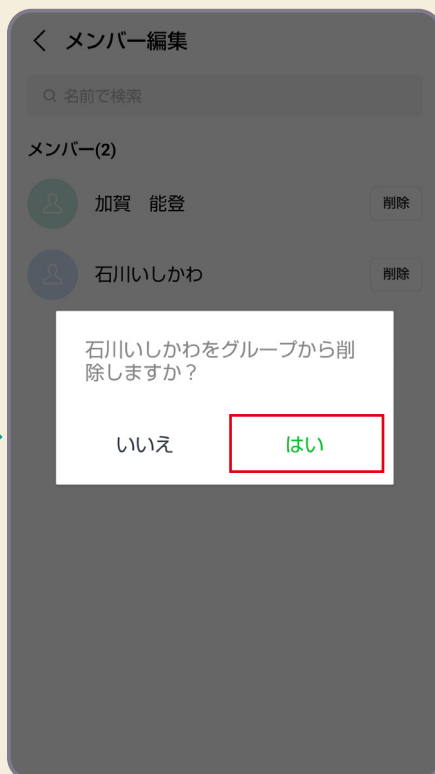 メンバー編集
名前で検索
メンバー(2)
加賀　能登
削除
石川いしかわ
削除
石川いしかわをグループから削
除しますか？
いいえ
はい